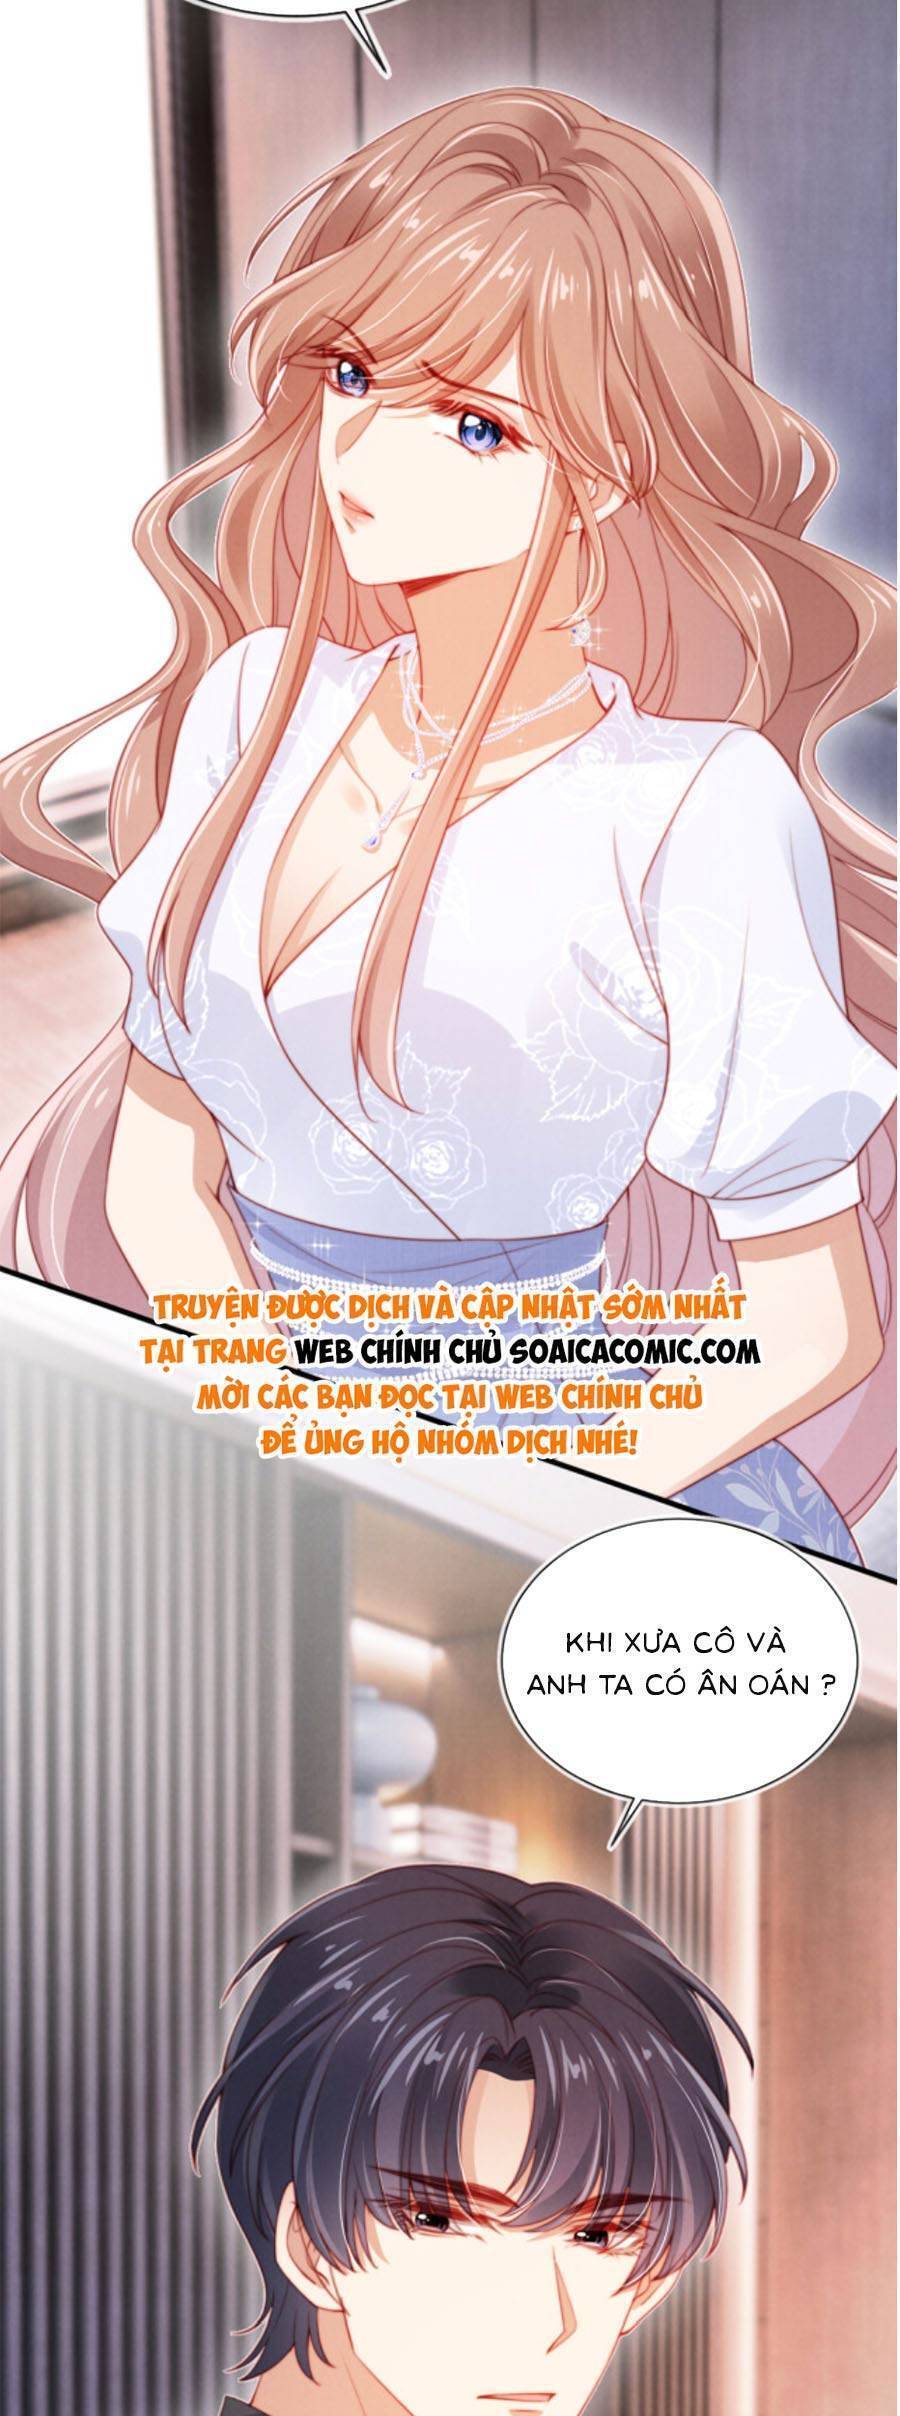 TRUYỆN ĐƯỢC DỊCH VÀ CẬP NHẬT SỚM NHẤT
TẠI TRANG WEB CHÍNH CHỦ SOAICACOMIC.COM
MỜI CÁC BẠN ĐỌC TẠI WEB CHÍNH CHỦ
ĐỂ ỦNG HỘ NHÓM DỊCH NHÉ!
KHI XƯA CÔ VÀ
ANH TA CÓ ÂN OÁN ?